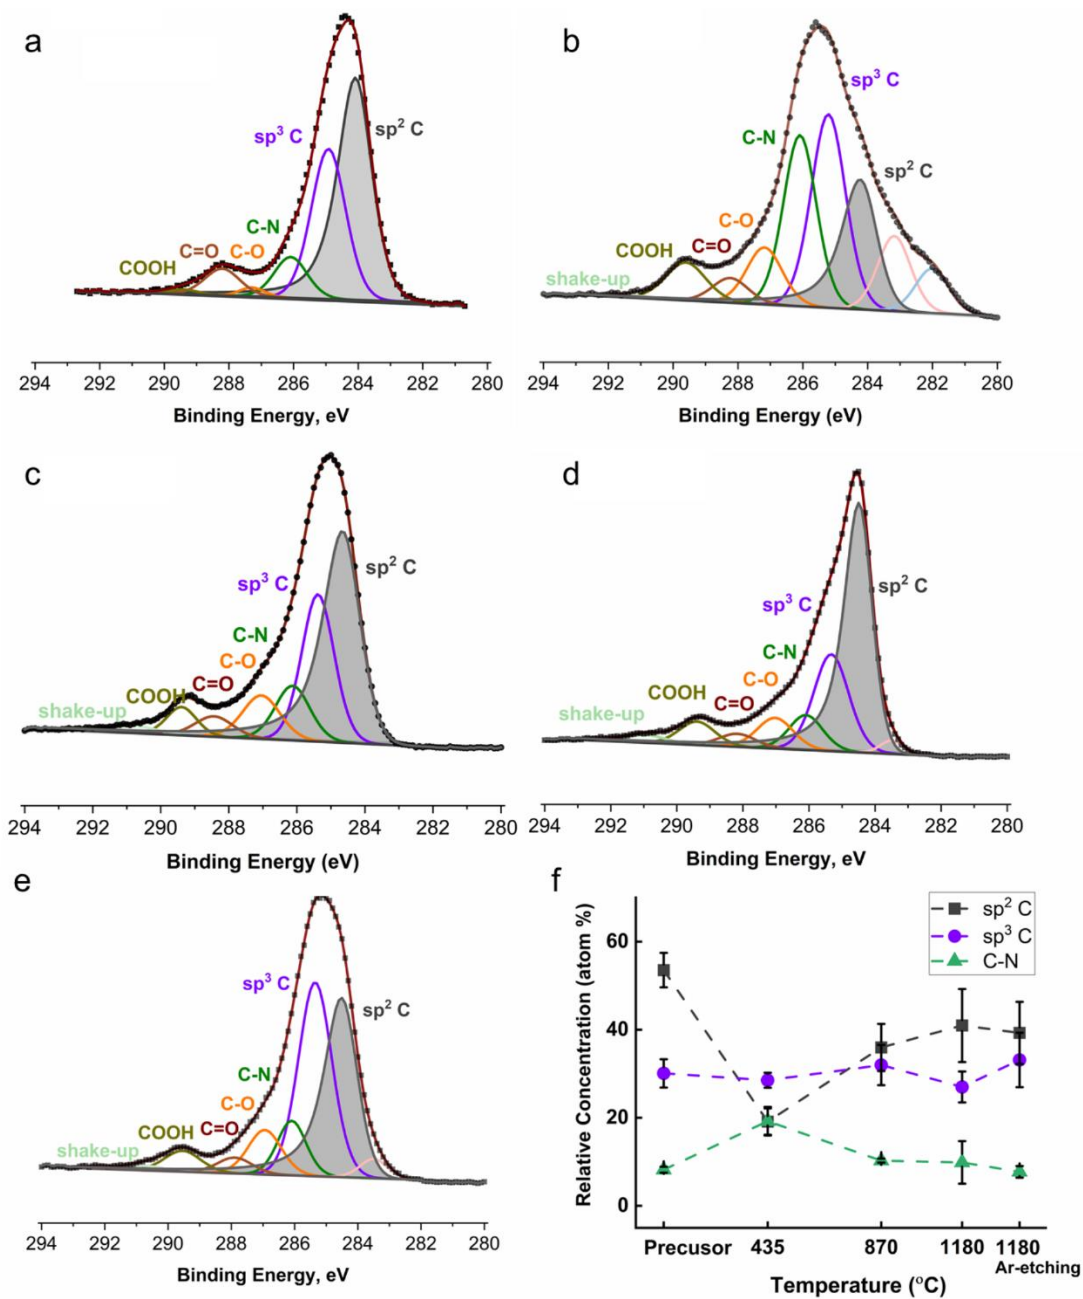 a
sp³ C
sp² C
C-N
C=O
C-O
COOH
294 292 290 288 286 284 282 280
Binding Energy, eV
b
sp³ C
C-N
sp² C
C-O
COOH
C=O
shake-up
294 292 290 288 286 284 282 280
Binding Energy (eV)
c
sp² C
sp³ C
C-N
C-O
COOH
C=O
shake-up
294 292 290 288 286 284 282 280
Binding Energy (eV)
d
sp² C
sp³ C
C-N
C-O
COOH
C=O
shake-up
294 292 290 288 286 284 282 280
Binding Energy, eV
e
sp³ C
sp² C
C-N
C-O
COOH
C=O
shake-up
294 292 290 288 286 284 282 280
Binding Energy (eV)
f
sp² C
sp³ C
C-N
Relative Concentration (atom %)
60
40
20
0
Precusor 435 870 1180 1180
Ar-etching
Temperature (°C)